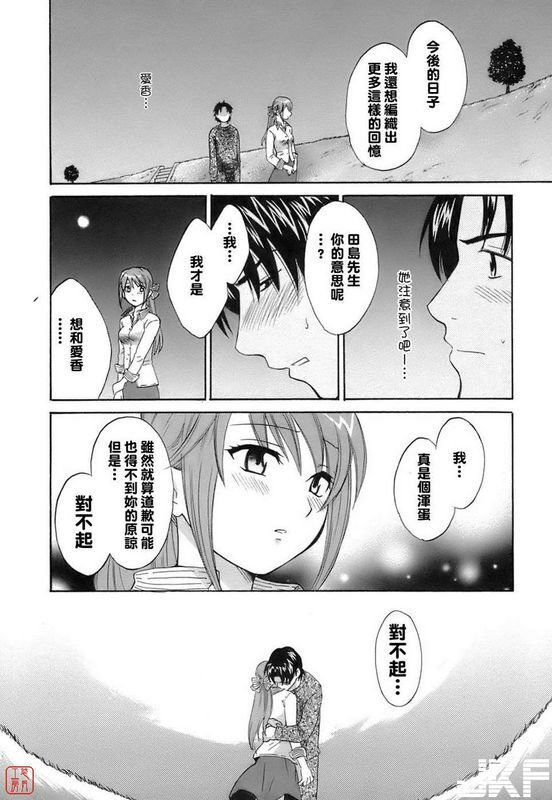 今後的日子
我還想編織出
更多這樣的回憶
愛香…
她注意到了吧—…
田島先生
你的意思呢
…?
…我…
我才是
想和愛香
……
我…
真是個渾蛋
雖然就算道歉可能
也得不到妳的原諒
但是…
對不起
對不起…
JKF